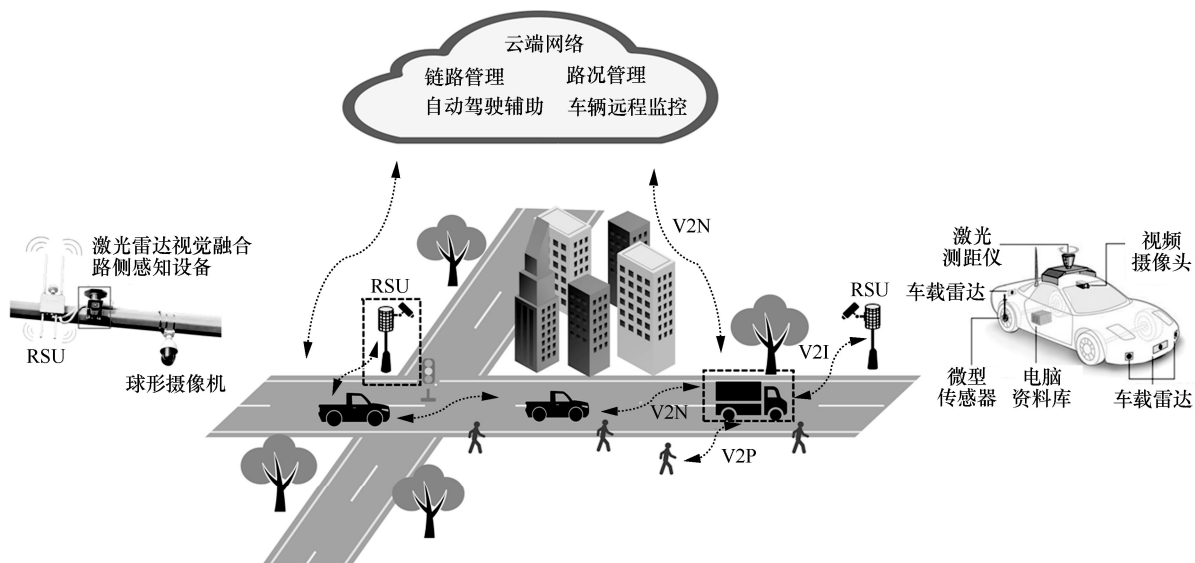 云端网络
链路管理 路况管理
自动驾驶辅助 车辆远程监控
V2N
激光雷达视觉融合
路侧感知设备
RSU
球形摄像机
RSU
RSU
V2I
V2N
V2P
激光
测距仪
视频
摄像头
车载雷达
微型
传感器
电脑
资料库
车载雷达